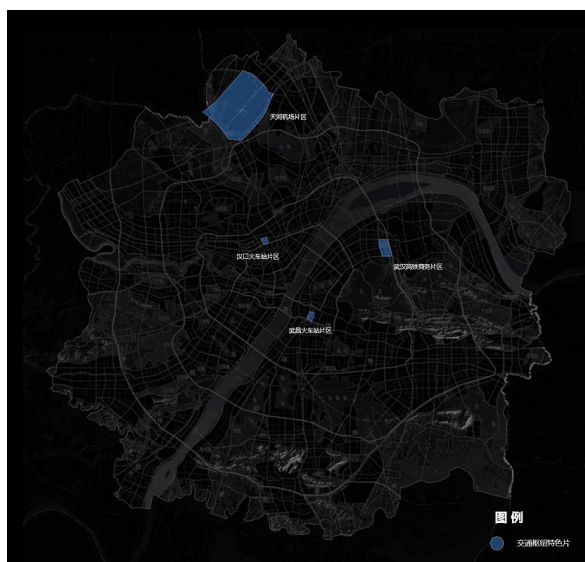 天河机场片区
汉口火车站片区
武汉高铁商务片区
武昌火车站片区
图 例
交通枢纽特色片